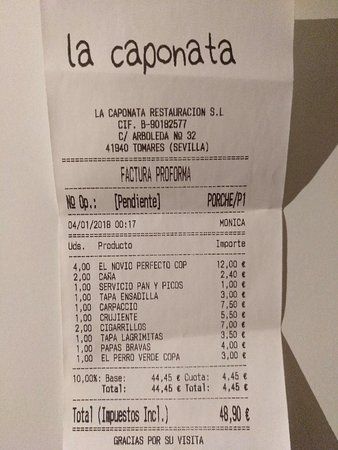 la caponata
LA CAPONATA RESTAURACION S.L
CIF. B-90182577
C/ ARBOLEDA Nº 32
41940 TOMARES (SEVILLA)
FACTURA PROFORMA
Nº Op.: [Pendiente] PORCHE/P1
04/01/2018 00:17 MONICA
Uds. Producto Importe
4,00 EL NOVIO PERFECTO COP 12,00 €
2,00 CAÑA 2,40 €
1,00 SERVICIO PAN Y PICOS 1,00 €
1,00 TAPA ENSADILLA 3,00 €
1,00 CARPACCIO 7,50 €
1,00 CRUJIENTE 5,50 €
2,00 CIGARRILLOS 7,00 €
1,00 TAPA LAGRIMITAS 3,50 €
1,00 PAPAS BRAVAS 4,00 €
1,00 EL PERRO VERDE COPA 3,00 €
10,00%: Base: 44,45 € Cuota: 4,45 €
Total: 44,45 € Total: 4,45 €
Total (Impuestos Incl.) 48,90 €
GRACIAS POR SU VISITA